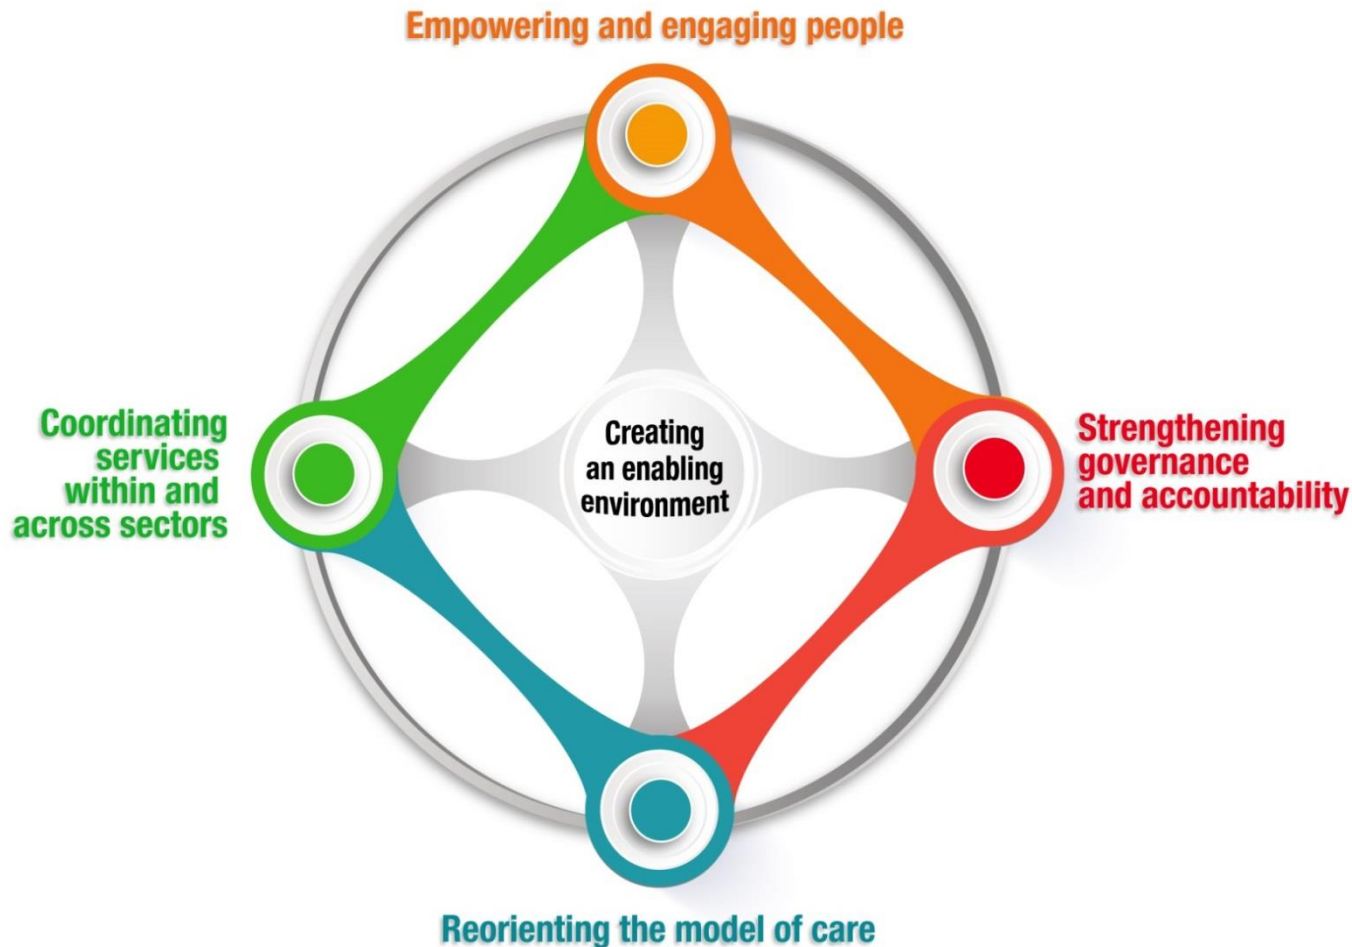 Empowering and engaging people
Coordinating
services
within and
across sectors
Creating
an enabling
environment
Strengthening
governance
and accountability
Reorienting the model of care